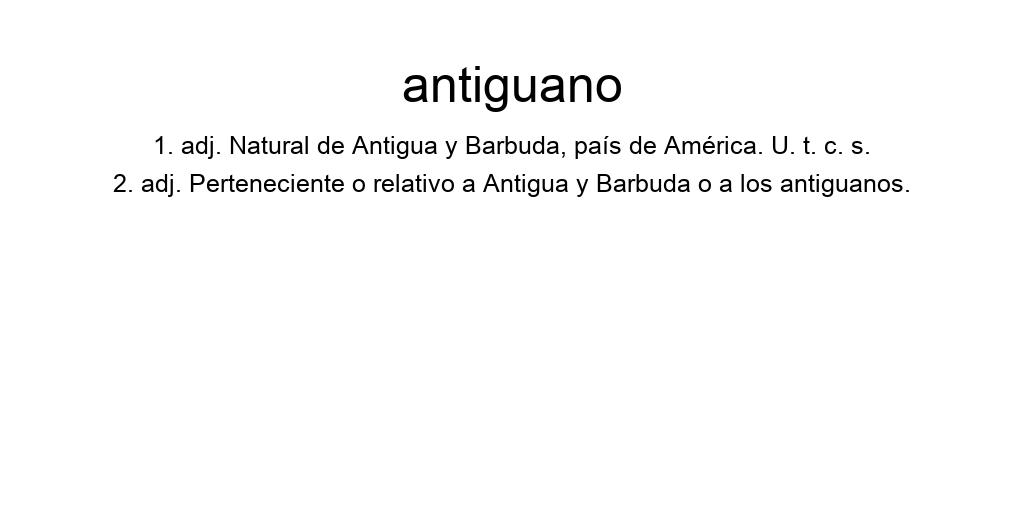 antiguano
1. adj. Natural de Antigua y Barbuda, país de América. U. t. c. s.
2. adj. Perteneciente o relativo a Antigua y Barbuda o a los antiguanos.